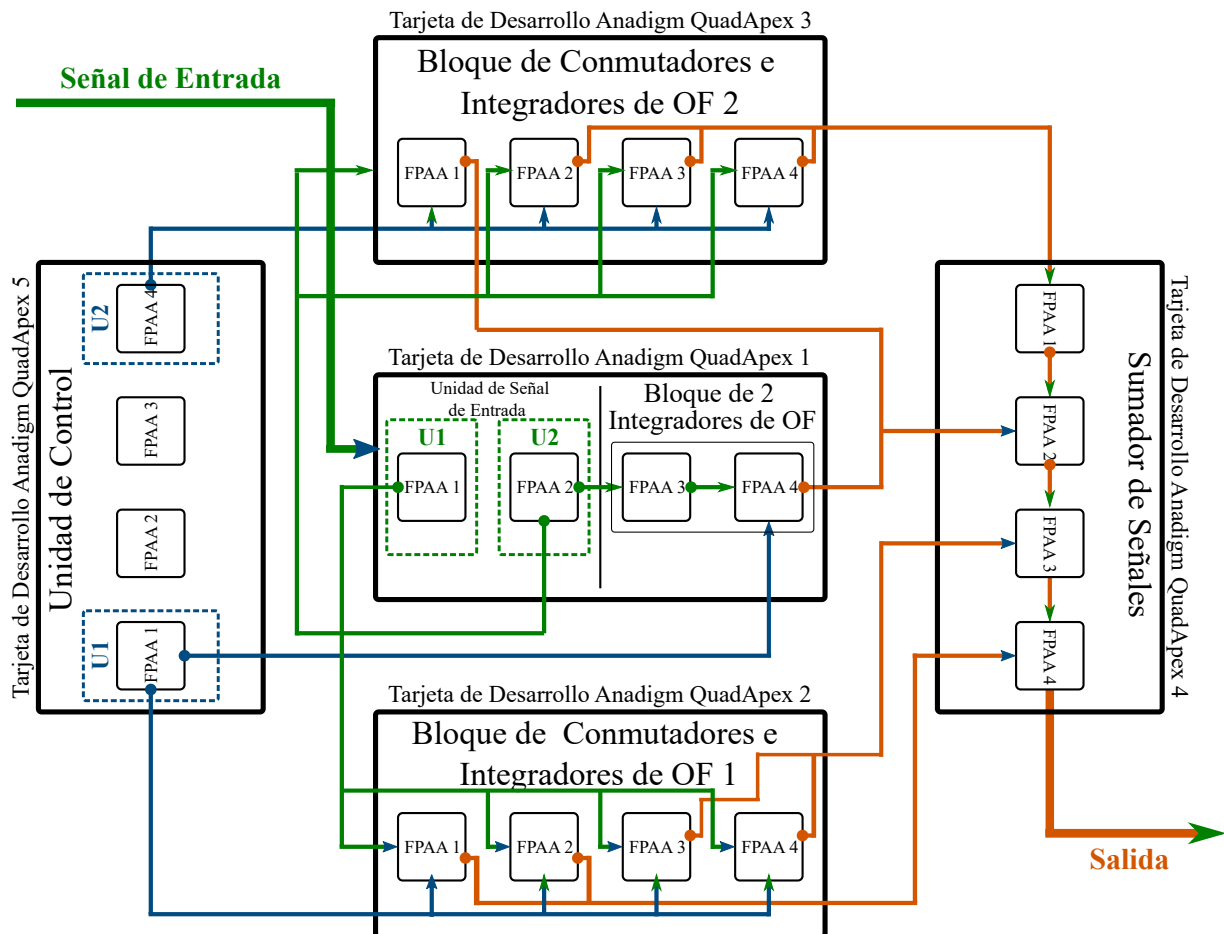 Tarjeta de Desarrollo Anadigm QuadApex 3
Bloque de Conmutadores e
Integradores de OF 2
FPAA 1
FPAA 2
FPAA 3
FPAA 4
Señal de Entrada
Tarjeta de Desarrollo Anadigm QuadApex 5
Unidad de Control
U2
FPAA 4
FPAA 3
FPAA 2
U1
FPAA 1
Tarjeta de Desarrollo Anadigm QuadApex 1
Unidad de Señal
de Entrada
U1
FPAA 1
U2
FPAA 2
Bloque de 2
Integradores de OF
FPAA 3
FPAA 4
Tarjeta de Desarrollo Anadigm QuadApex 2
Bloque de Conmutadores e
Integradores de OF 1
FPAA 1
FPAA 2
FPAA 3
FPAA 4
FPAA 1
FPAA 2
FPAA 3
FPAA 4
Sumador de Señales
Tarjeta de Desarrollo Anadigm QuadApex 4
Salida